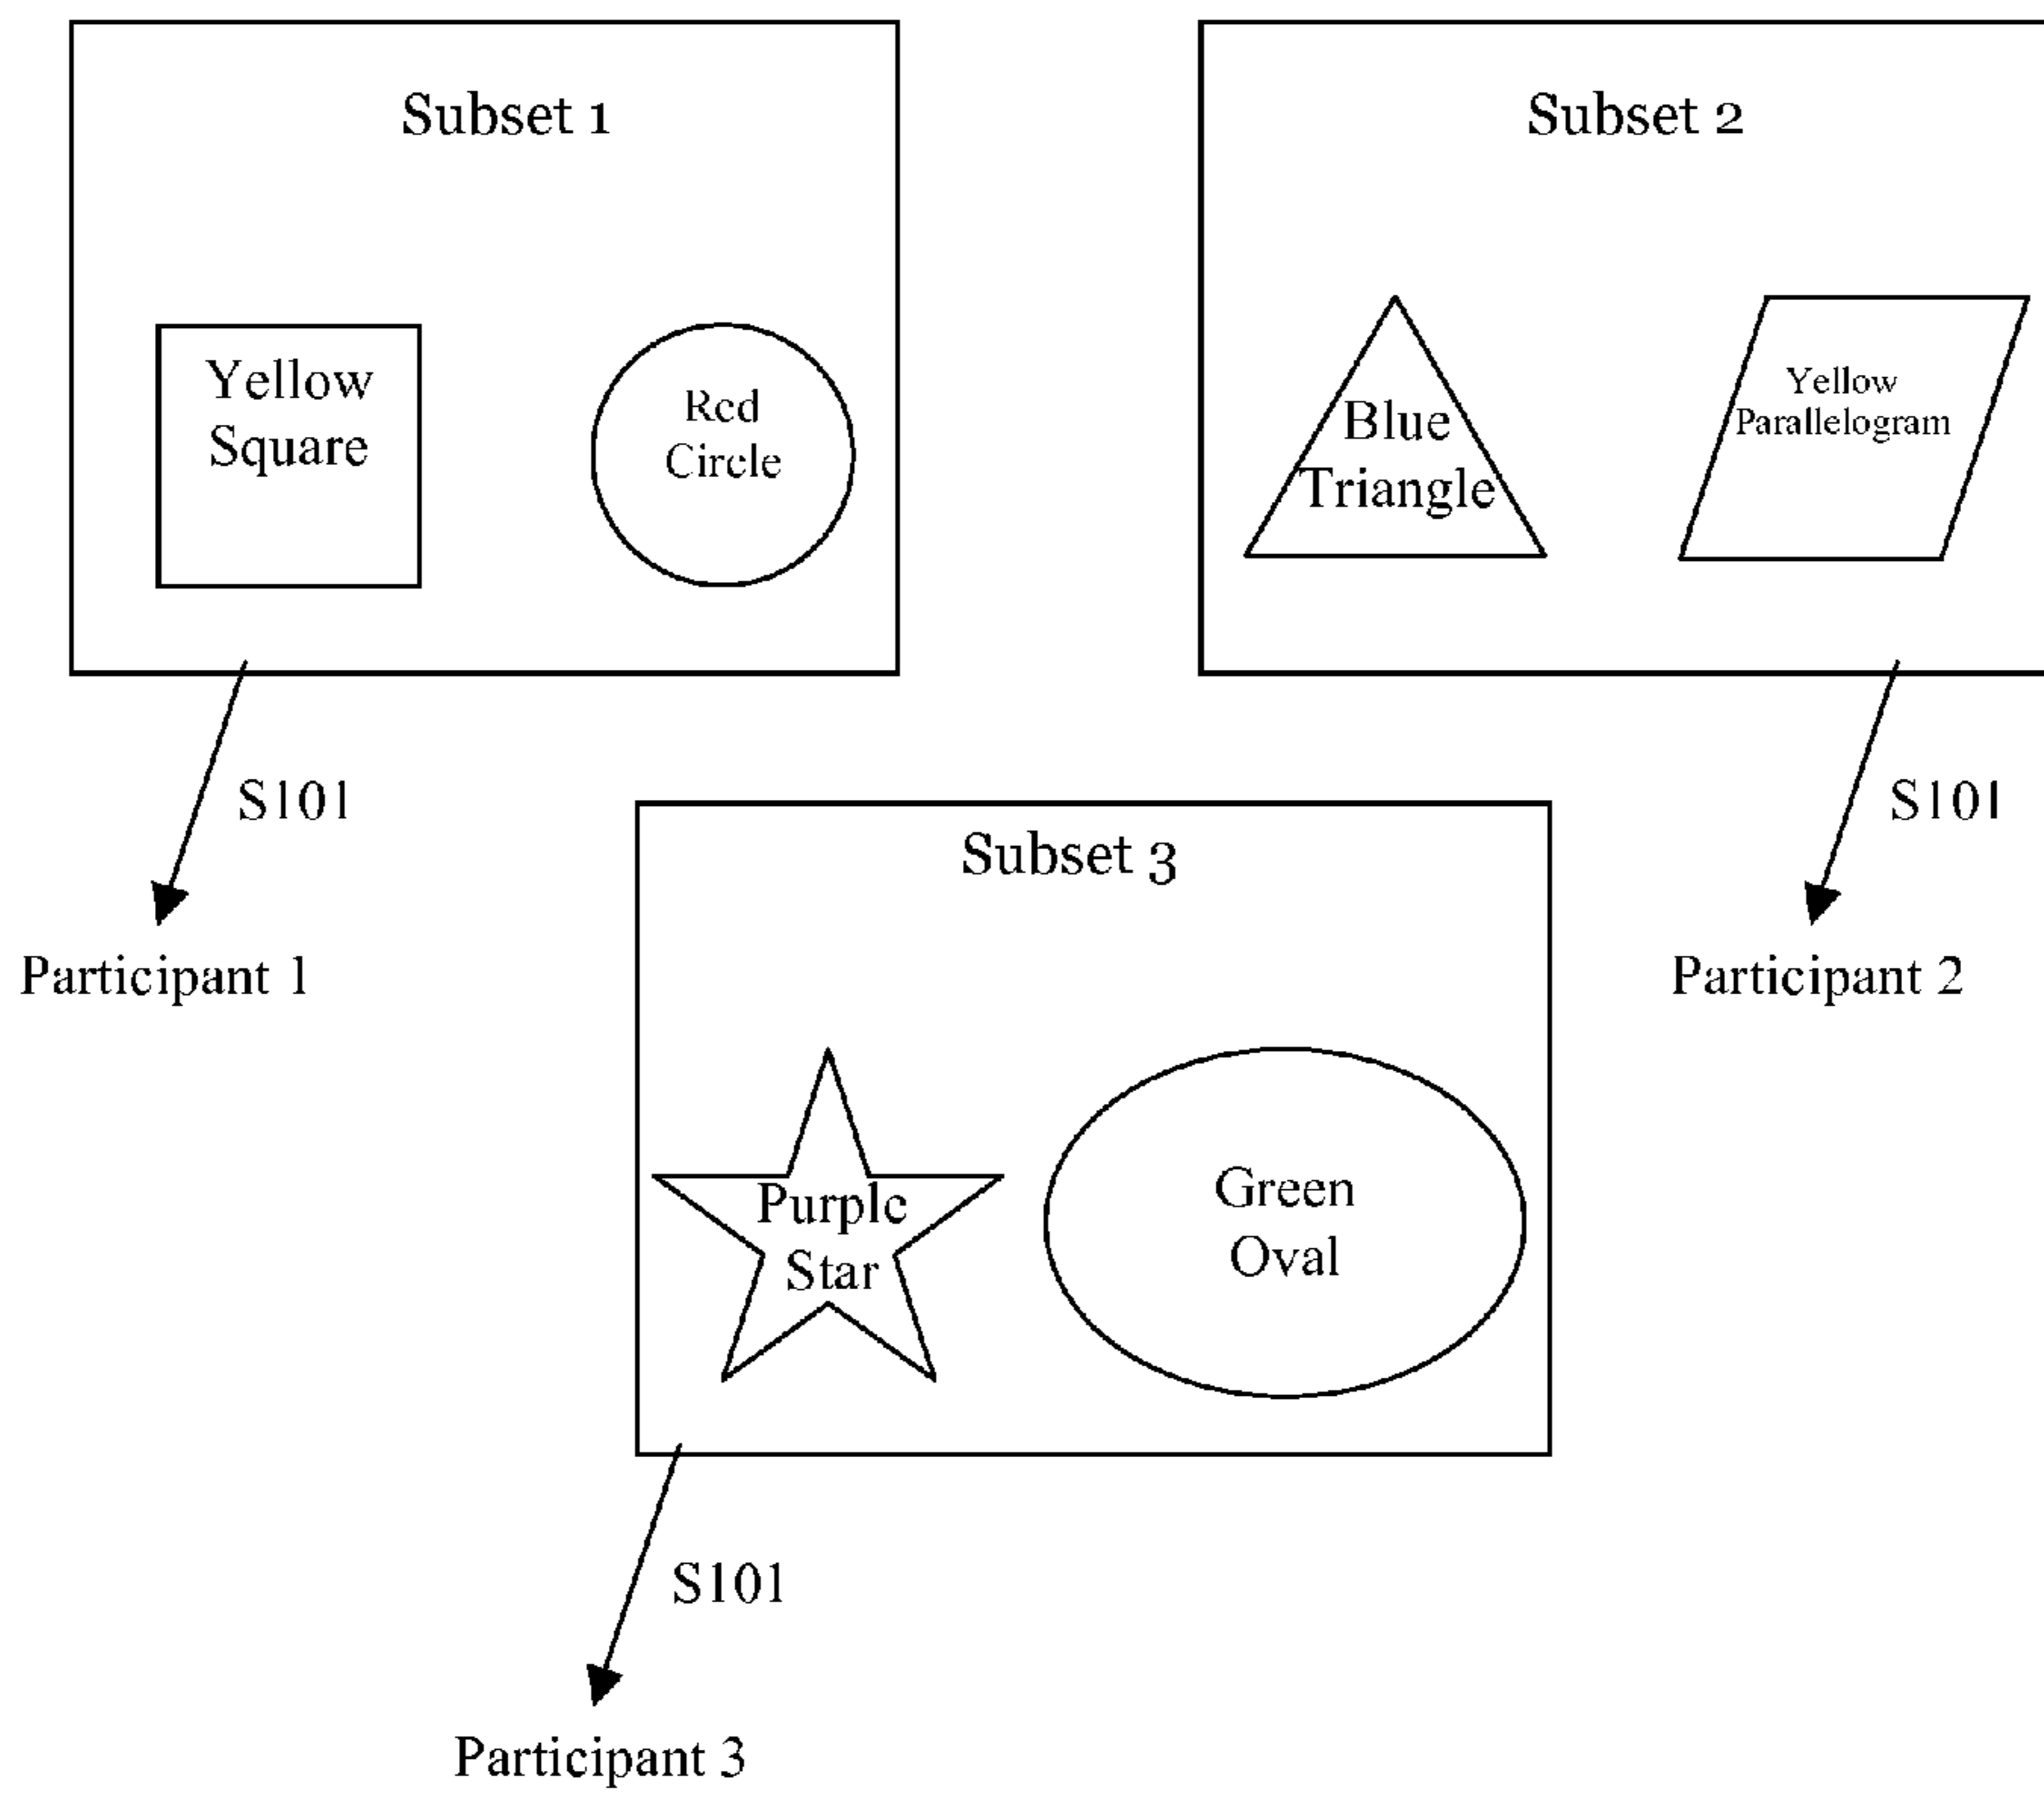 Subset 1
Subset 2
Yellow
Square
Red
Circle
Blue
Triangle
Yellow
Parallelogram
S101
S101
Participant 1
Participant 2
Subset 3
Purple
Star
Green
Oval
S101
Participant 3